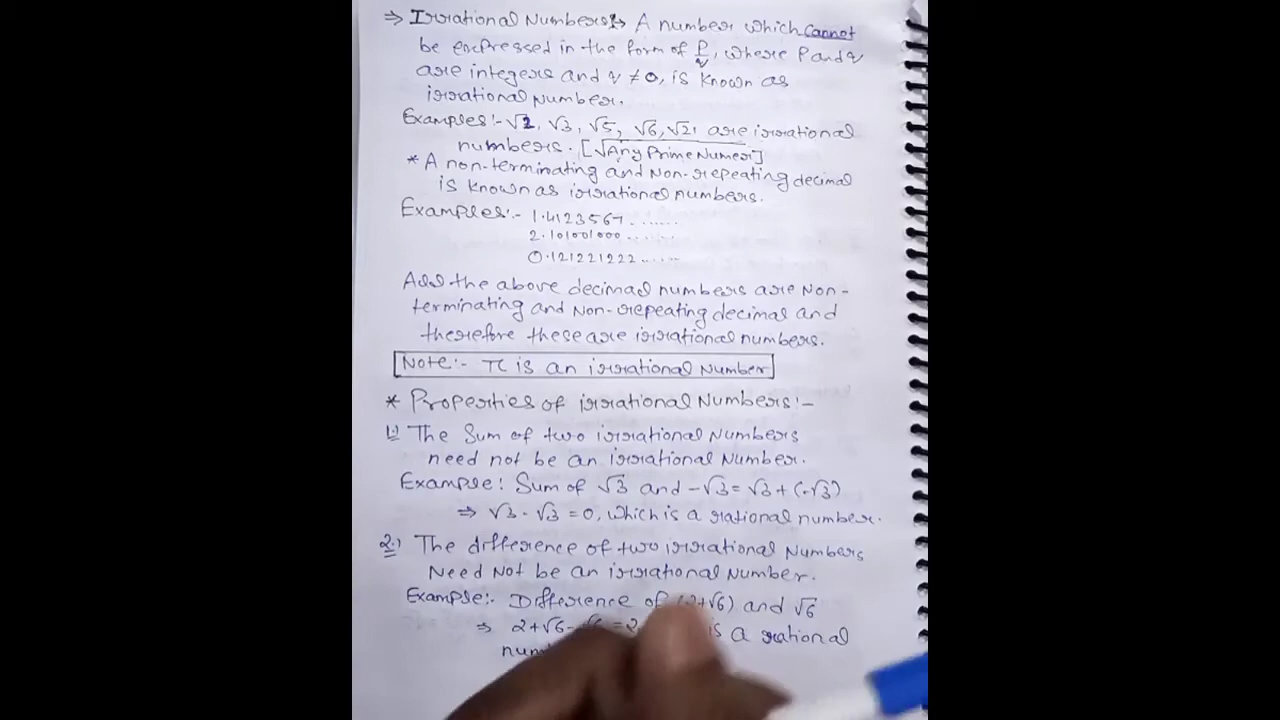 ⇒ Irrational Numbers:→ A number which cannot
be expressed in the form of P/q, where P and q
are integers and q ≠ 0, is known as
irrational number.
Examples:- √2, √3, √5, √6, √21 are irrational
numbers. [√Any Prime Numer]
* A non-terminating and Non-repeating decimal
is known as irrational numbers.
Examples:- 1.4123567.......
2.101001000.......
0.121221222......
All the above decimal numbers are Non-
terminating and Non-repeating decimal and
therefore these are irrational numbers.
Note:- π is an irrational Number
* Properties of irrational Numbers:-
1.) The Sum of two irrational Numbers
need not be an irrational Number.
Example: Sum of √3 and -√3 = √3 + (-√3)
⇒ √3 - √3 = 0, which is a rational number.
2.) The difference of two irrational Numbers
Need Not be an irrational Number.
Example:- Difference of (2+√6) and √6
⇒ 2+√6-√6 = 2 is a rational